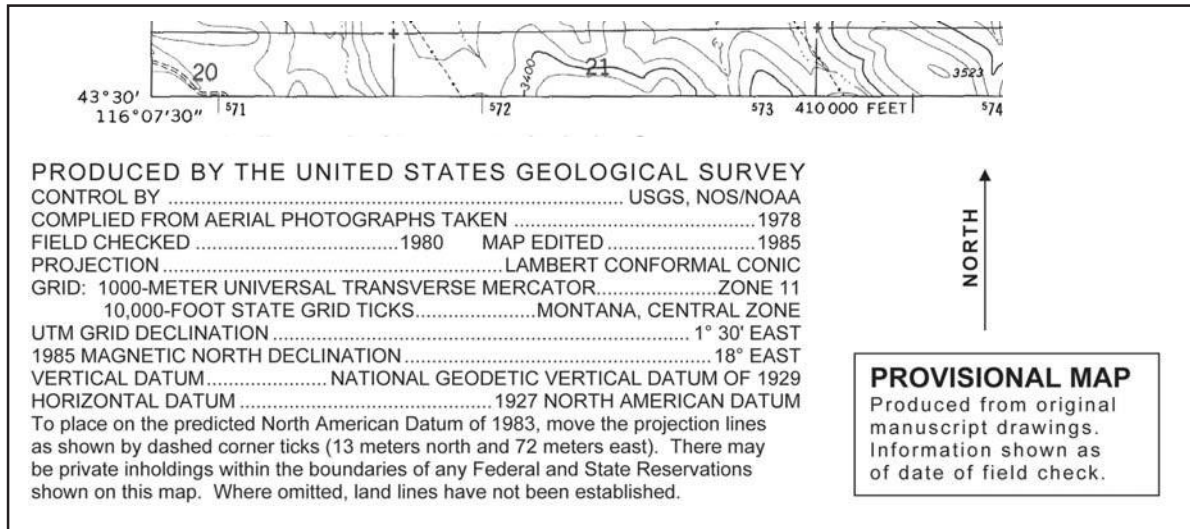 20
3400
21
3523
43°30'
116°07'30"
⁵71
⁵72
⁵73
410 000 FEET
⁵74
PRODUCED BY THE UNITED STATES GEOLOGICAL SURVEY
CONTROL BY ........ USGS, NOS/NOAA
COMPLIED FROM AERIAL PHOTOGRAPHS TAKEN ........ 1978
FIELD CHECKED ........ 1980 MAP EDITED ........ 1985
PROJECTION ........ LAMBERT CONFORMAL CONIC
GRID: 1000-METER UNIVERSAL TRANSVERSE MERCATOR ........ ZONE 11
10,000-FOOT STATE GRID TICKS ........ MONTANA, CENTRAL ZONE
UTM GRID DECLINATION ........ 1° 30' EAST
1985 MAGNETIC NORTH DECLINATION ........ 18° EAST
VERTICAL DATUM ........ NATIONAL GEODETIC VERTICAL DATUM OF 1929
HORIZONTAL DATUM ........ 1927 NORTH AMERICAN DATUM
To place on the predicted North American Datum of 1983, move the projection lines
as shown by dashed corner ticks (13 meters north and 72 meters east). There may
be private inholdings within the boundaries of any Federal and State Reservations
shown on this map. Where omitted, land lines have not been established.
NORTH
PROVISIONAL MAP
Produced from original
manuscript drawings.
Information shown as
of date of field check.